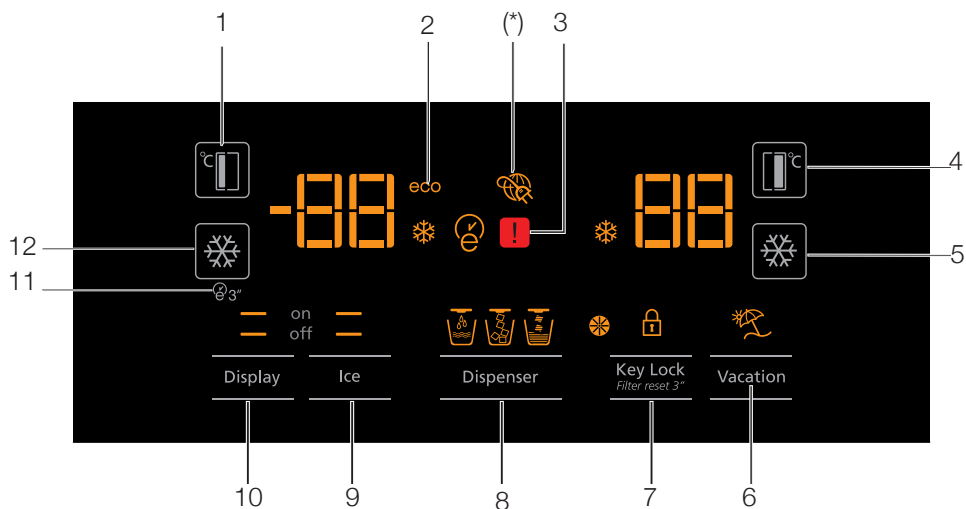 1
2
(*)
3
°C
-88
eco
88
°C
4
e
!
12
5
11
e 3"
on
off
Display
Ice
Dispenser
Key Lock
Filter reset 3"
Vacation
10
9
8
7
6